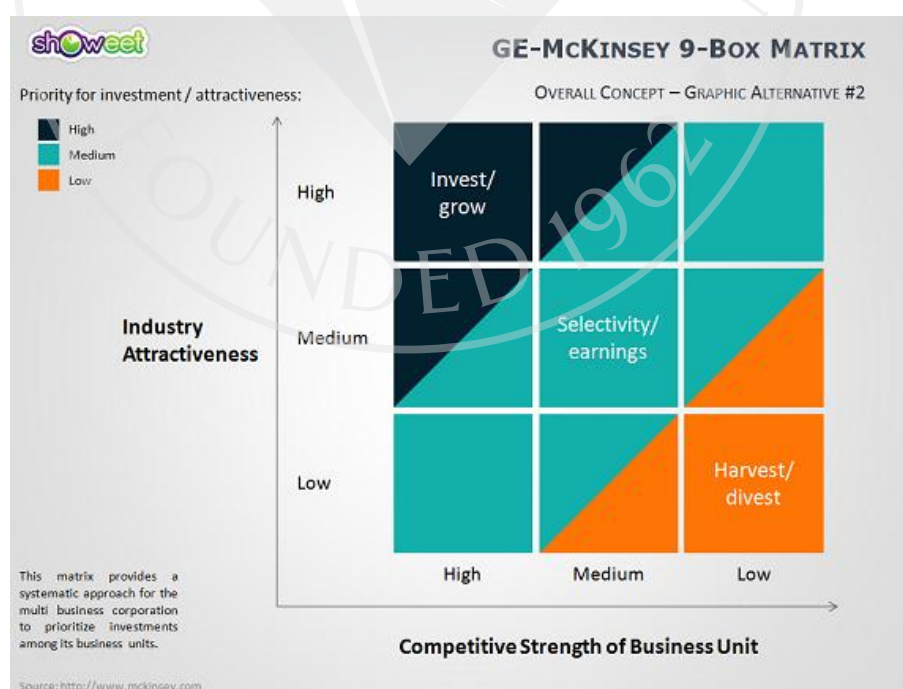 showeet
GE-McKinsey 9-Box Matrix
Overall Concept – Graphic Alternative #2
Priority for investment / attractiveness:
High
Medium
Low
High
Invest/
grow
Industry
Attractiveness
Medium
Selectivity/
earnings
Low
Harvest/
divest
High Medium Low
Competitive Strength of Business Unit
This matrix provides a
systematic approach for the
multi business corporation
to prioritize investments
among its business units.
Source: http://www.mckinsey.com
FOUNDED 1962